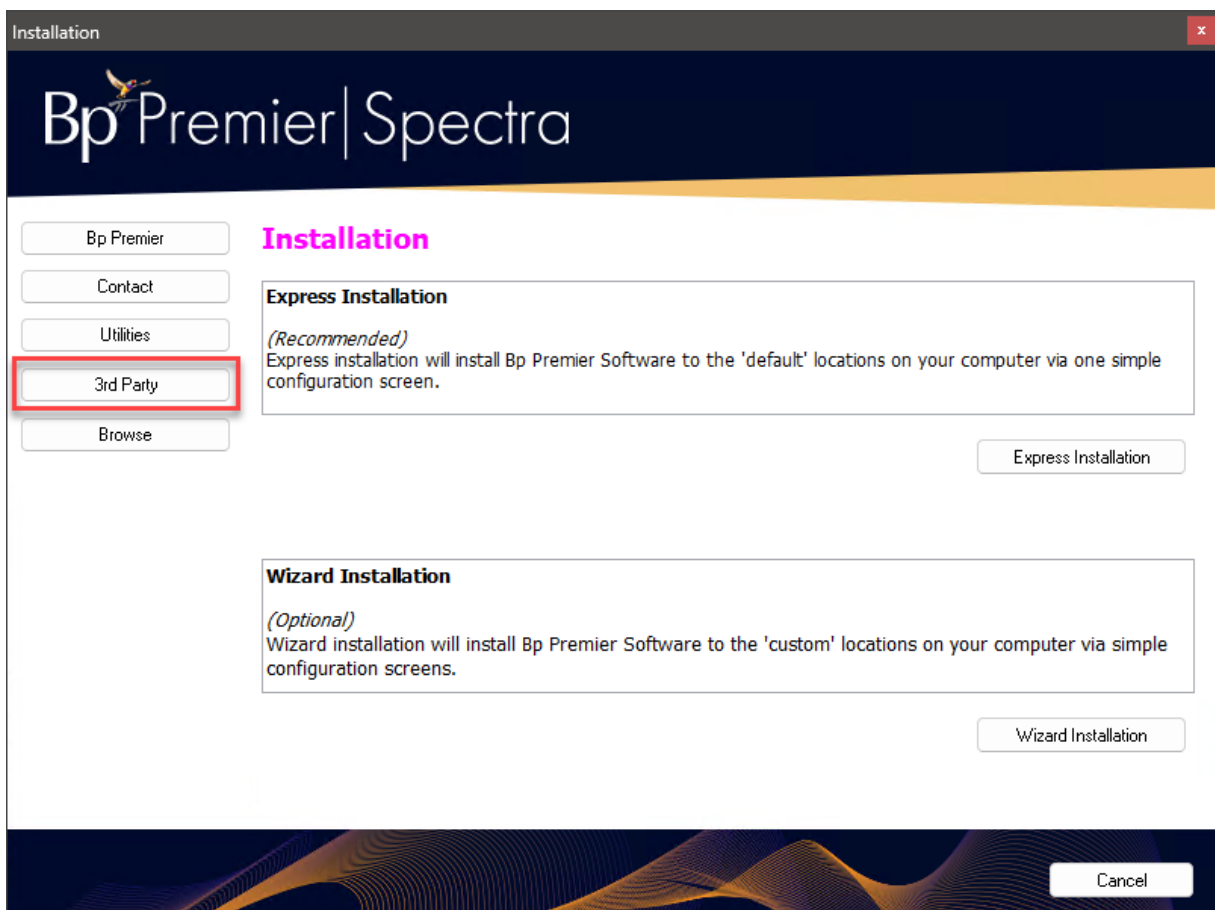 Installation
x
Bp Premier | Spectra
Bp Premier
Contact
Utilities
3rd Party
Browse
Installation
Express Installation
(Recommended)
Express installation will install Bp Premier Software to the 'default' locations on your computer via one simple
configuration screen.
Express Installation
Wizard Installation
(Optional)
Wizard installation will install Bp Premier Software to the 'custom' locations on your computer via simple
configuration screens.
Wizard Installation
Cancel